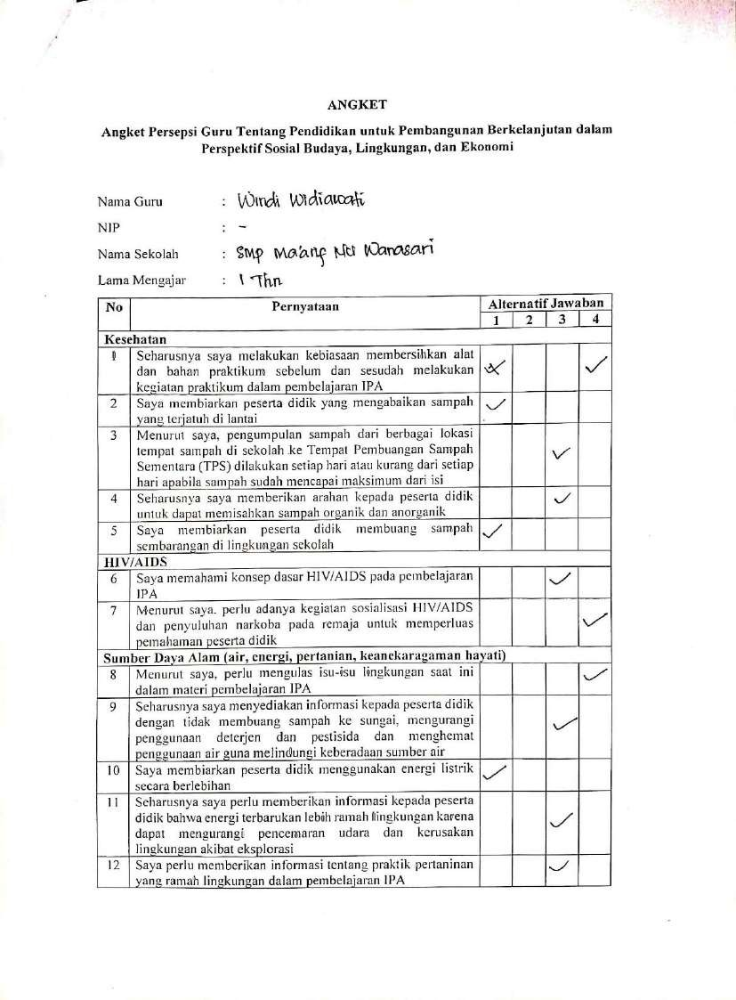 ANGKET
Angket Persepsi Guru Tentang Pendidikan untuk Pembangunan Berkelanjutan dalam
Perspektif Sosial Budaya, Lingkungan, dan Ekonomi
Nama Guru : Windi Widiawati
NIP : -
Nama Sekolah : SMP Ma'arif NU Wanasari
Lama Mengajar : 1 Thn
No Pernyataan Alternatif Jawaban
1 2 3 4
Kesehatan
1 Seharusnya saya melakukan kebiasaan membersihkan alat
dan bahan praktikum sebelum dan sesudah melakukan
kegiatan praktikum dalam pembelajaran IPA
2 Saya membiarkan peserta didik yang mengabaikan sampah
yang terjatuh di lantai
3 Menurut saya, pengumpulan sampah dari berbagai lokasi
tempat sampah di sekolah ke Tempat Pembuangan Sampah
Sementara (TPS) dilakukan setiap hari atau kurang dari setiap
hari apabila sampah sudah mencapai maksimum dari isi
4 Seharusnya saya memberikan arahan kepada peserta didik
untuk dapat memisahkan sampah organik dan anorganik
5 Saya membiarkan peserta didik membuang sampah
sembarangan di lingkungan sekolah
HIV/AIDS
6 Saya memahami konsep dasar HIV/AIDS pada pembelajaran
IPA
7 Menurut saya. perlu adanya kegiatan sosialisasi HIV/AIDS
dan penyuluhan narkoba pada remaja untuk memperluas
pemahaman peserta didik
Sumber Daya Alam (air, energi, pertanian, keanekaragaman hayati)
8 Menurut saya, perlu mengulas isu-isu lingkungan saat ini
dalam materi pembelajaran IPA
9 Seharusnya saya menyediakan informasi kepada peserta didik
dengan tidak membuang sampah ke sungai, mengurangi
penggunaan deterjen dan pestisida dan menghemat
penggunaan air guna melindungi keberadaan sumber air
10 Saya membiarkan peserta didik menggunakan energi listrik
secara berlebihan
11 Seharusnya saya perlu memberikan informasi kepada peserta
didik bahwa energi terbarukan lebih ramah lingkungan karena
dapat mengurangi pencemaran udara dan kerusakan
lingkungan akibat eksplorasi
12 Saya perlu memberikan informasi tentang praktik pertaninan
yang ramah lingkungan dalam pembelajaran IPA